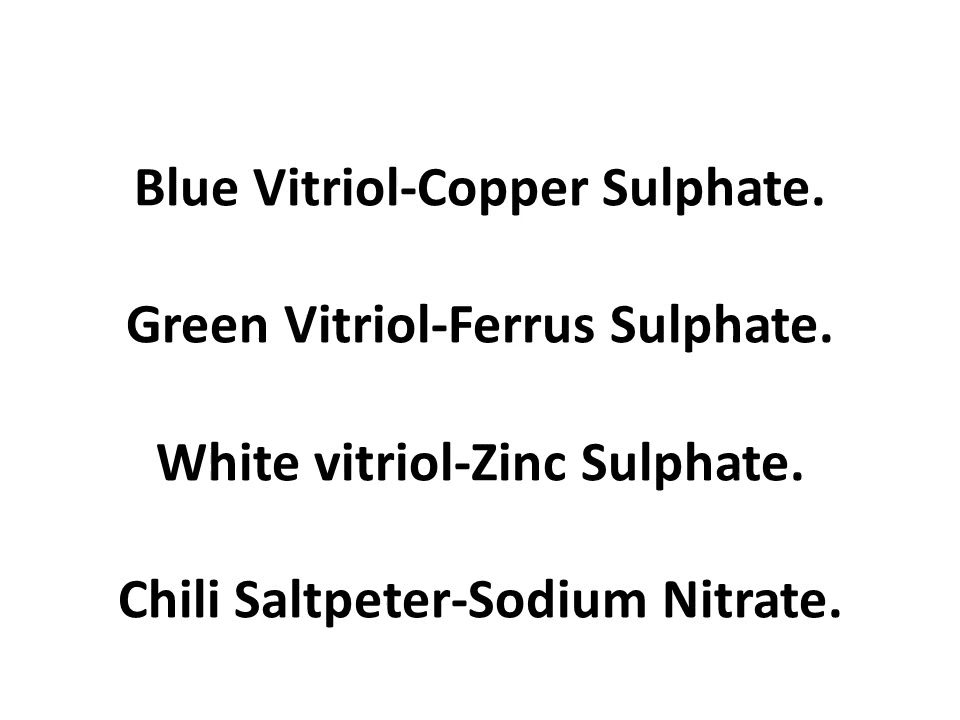 Blue Vitriol-Copper Sulphate.
Green Vitriol-Ferrus Sulphate.
White vitriol-Zinc Sulphate.
Chili Saltpeter-Sodium Nitrate.